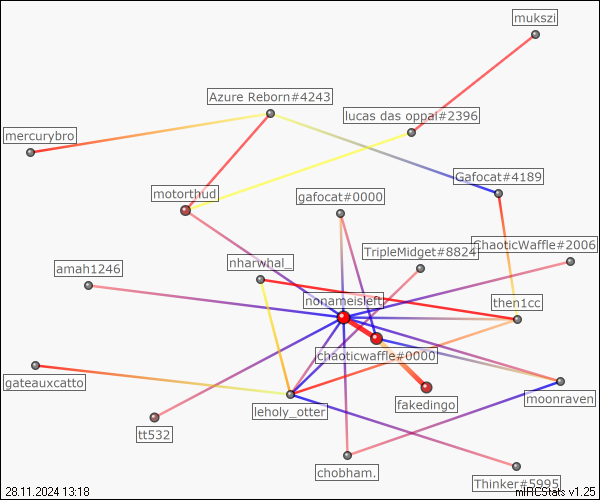 mukszi
Azure Reborn#4243
lucas das oppai#2396
mercurybro
Gafocat#4189
motorthud
gafocat#0000
ChaoticWaffle#2006
TripleMidget#8824
nharwhal_
amah1246
nonameisleft
then1cc
chaoticwaffle#0000
gateauxcatto
fakedingo
moonraven
leholy_otter
tt532
chobham.
Thinker#5995
28.11.2024 13:18
mIRCStats v1.25